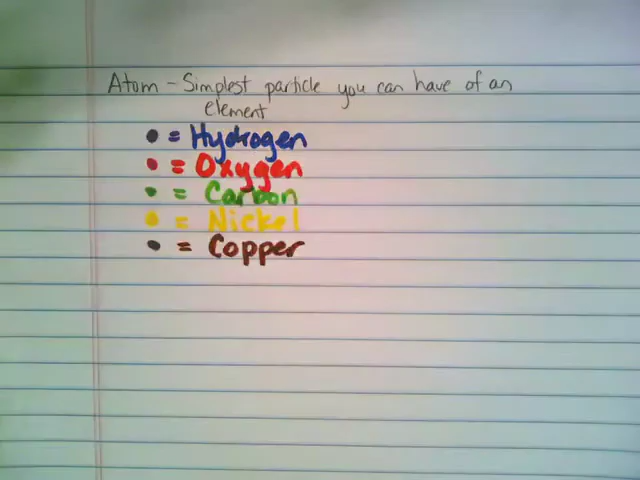 Atom - Simplest particle you can have of an
element
• = Hydrogen
• = Oxygen
• = Carbon
• = Nickel
• = Copper